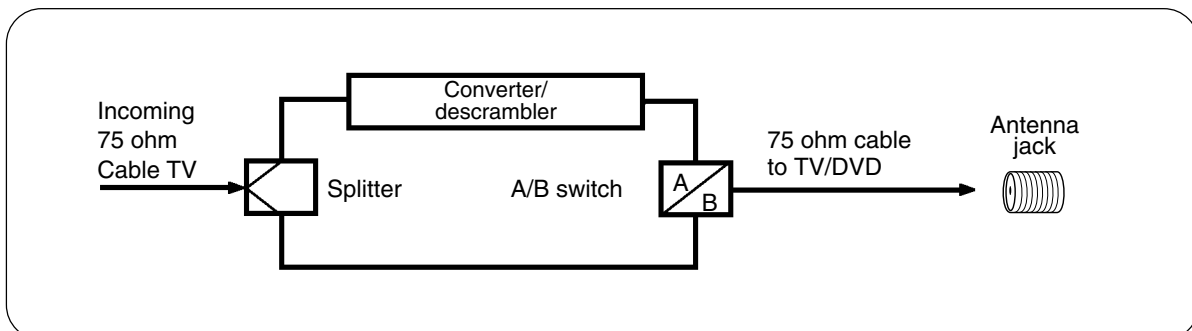 Incoming
75 ohm
Cable TV
Splitter
Converter/
descrambler
A/B switch
A
B
75 ohm cable
to TV/DVD
Antenna
jack